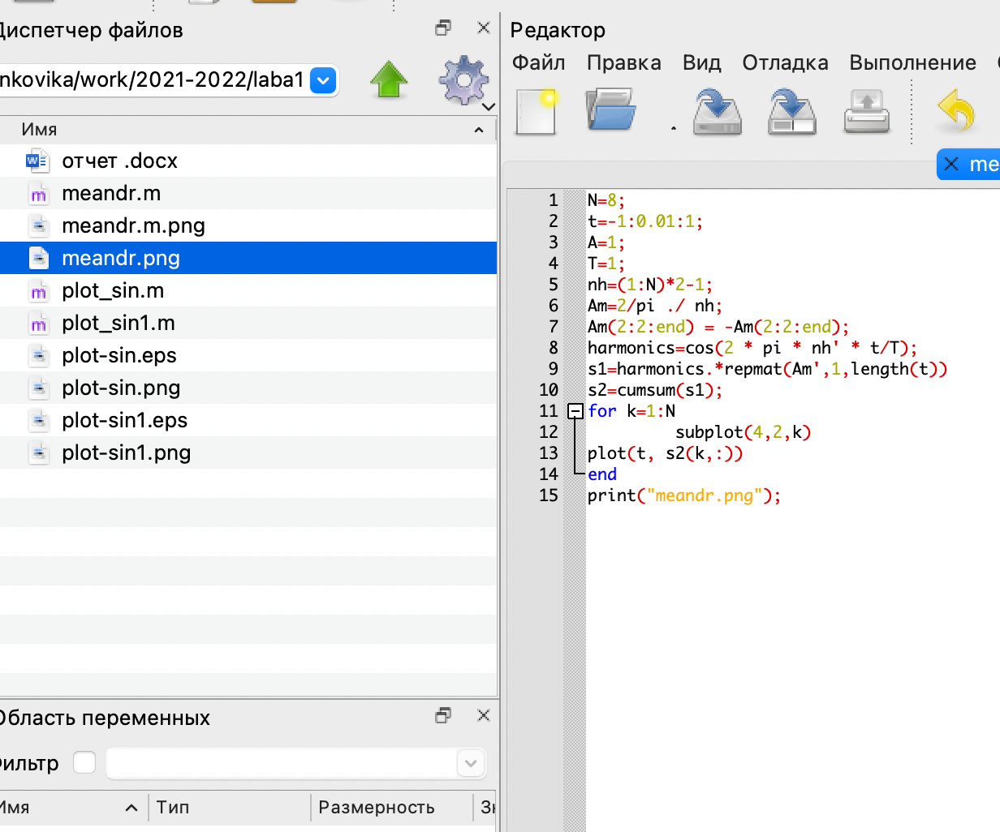 Диспетчер файлов
nkovika/work/2021-2022/laba1
Имя
отчет .docx
meandr.m
meandr.m.png
meandr.png
plot_sin.m
plot_sin1.m
plot-sin.eps
plot-sin.png
plot-sin1.eps
plot-sin1.png
Область переменных
Фильтр
Имя Тип Размерность
Редактор
Файл Правка Вид Отладка Выполнение
me
1 N=8;
2 t=-1:0.01:1;
3 A=1;
4 T=1;
5 nh=(1:N)*2-1;
6 Am=2/pi ./ nh;
7 Am(2:2:end) = -Am(2:2:end);
8 harmonics=cos(2 * pi * nh' * t/T);
9 s1=harmonics.*repmat(Am',1,length(t))
10 s2=cumsum(s1);
11 for k=1:N
12 subplot(4,2,k)
13 plot(t, s2(k,:))
14 end
15 print("meandr.png");